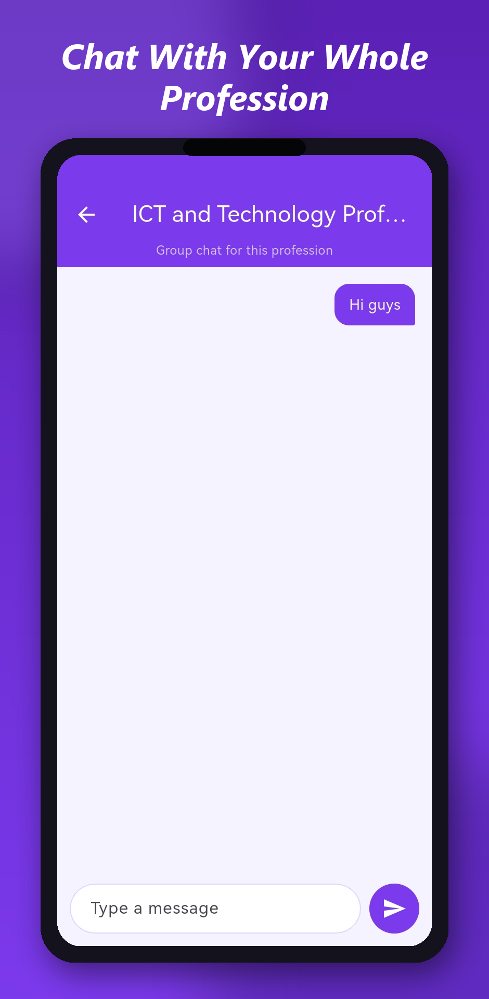 Chat With Your Whole
Profession
ICT and Technology Prof...
Group chat for this profession
Hi guys
Type a message